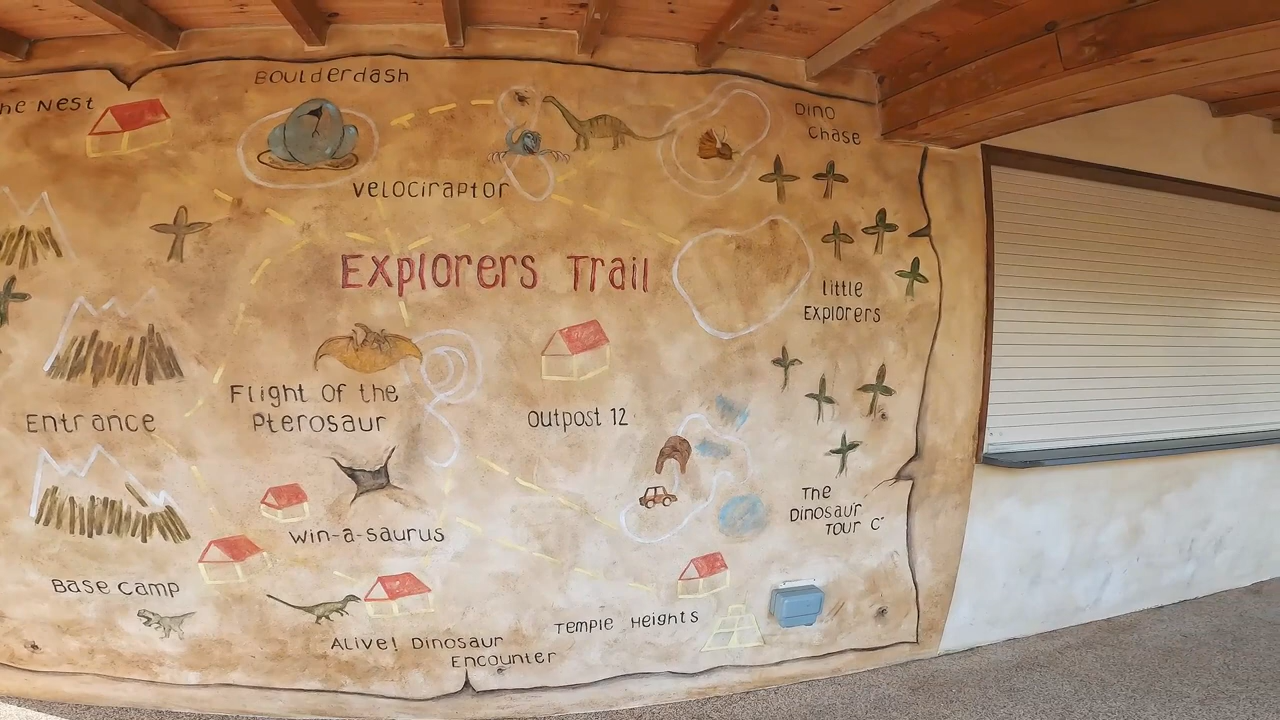 he Nest
Boulderdash
Dino
Chase
Velociraptor
Explorers Trail
Little
Explorers
Flight Of the
Pterosaur
Entrance
Outpost 12
The
Dinosaur
Tour Co
Win-a-saurus
Base Camp
Temple Heights
Alive! Dinosaur
Encounter